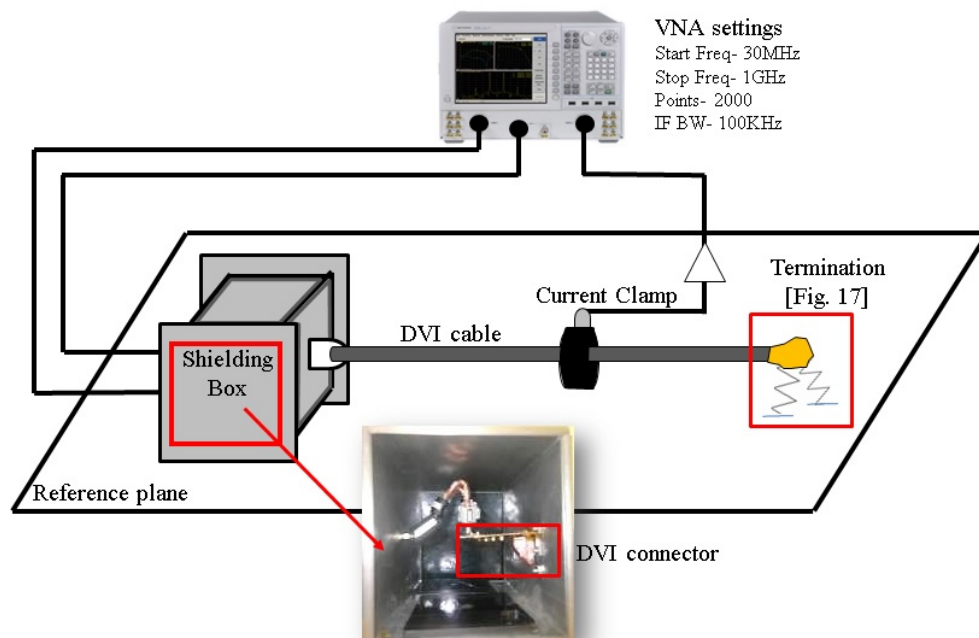 VNA settings
Start Freq- 30MHz
Stop Freq- 1GHz
Points- 2000
IF BW- 100KHz
Termination
[Fig. 17]
Current Clamp
DVI cable
Shielding
Box
Reference plane
DVI connector